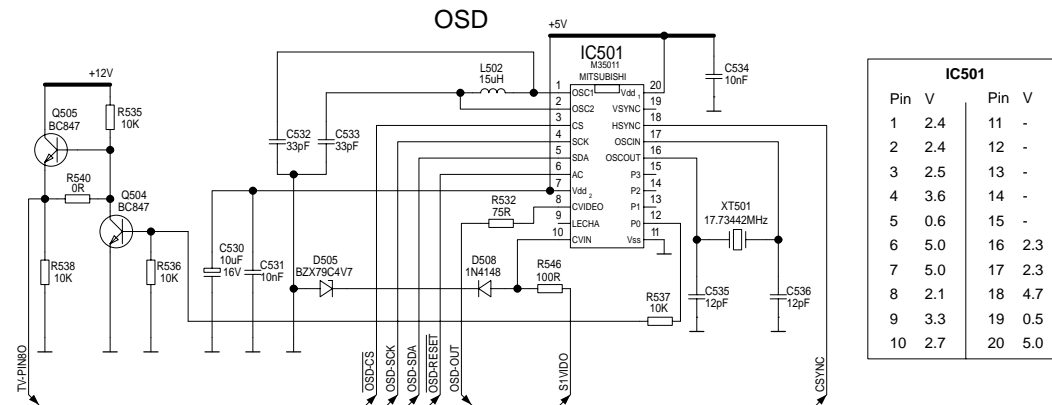 OSD
+5V
IC501
M35011
MITSUBISHI
L502
15uH
C534
10nF
+12V
Q505
BC847
R535
10K
C532
33pF
C533
33pF
1 OSC1 Vdd 1 20
2 OSC2 VSYNC 19
3 CS HSYNC 18
4 SCK OSCIN 17
5 SDA OSCOUT 16
6 AC P3 15
7 Vdd 2 P2 14
8 CVIDEO P1 13
9 LECHA P0 12
10 CVIN Vss 11
R540
0R
Q504
BC847
R532
75R
XT501
17.73442MHz
R538
10K
R536
10K
C530
10uF
16V
C531
10nF
D505
BZX79C4V7
D508
1N4148
R546
100R
R537
10K
C535
12pF
C536
12pF
TV-PIN8O
OSD-CS
OSD-SCK
OSD-SDA
OSD-RESET
OSD-OUT
S1VIDO
CSYNC
IC501
Pin V Pin V
1 2.4 11 -
2 2.4 12 -
3 2.5 13 -
4 3.6 14 -
5 0.6 15 -
6 5.0 16 2.3
7 5.0 17 2.3
8 2.1 18 4.7
9 3.3 19 0.5
10 2.7 20 5.0